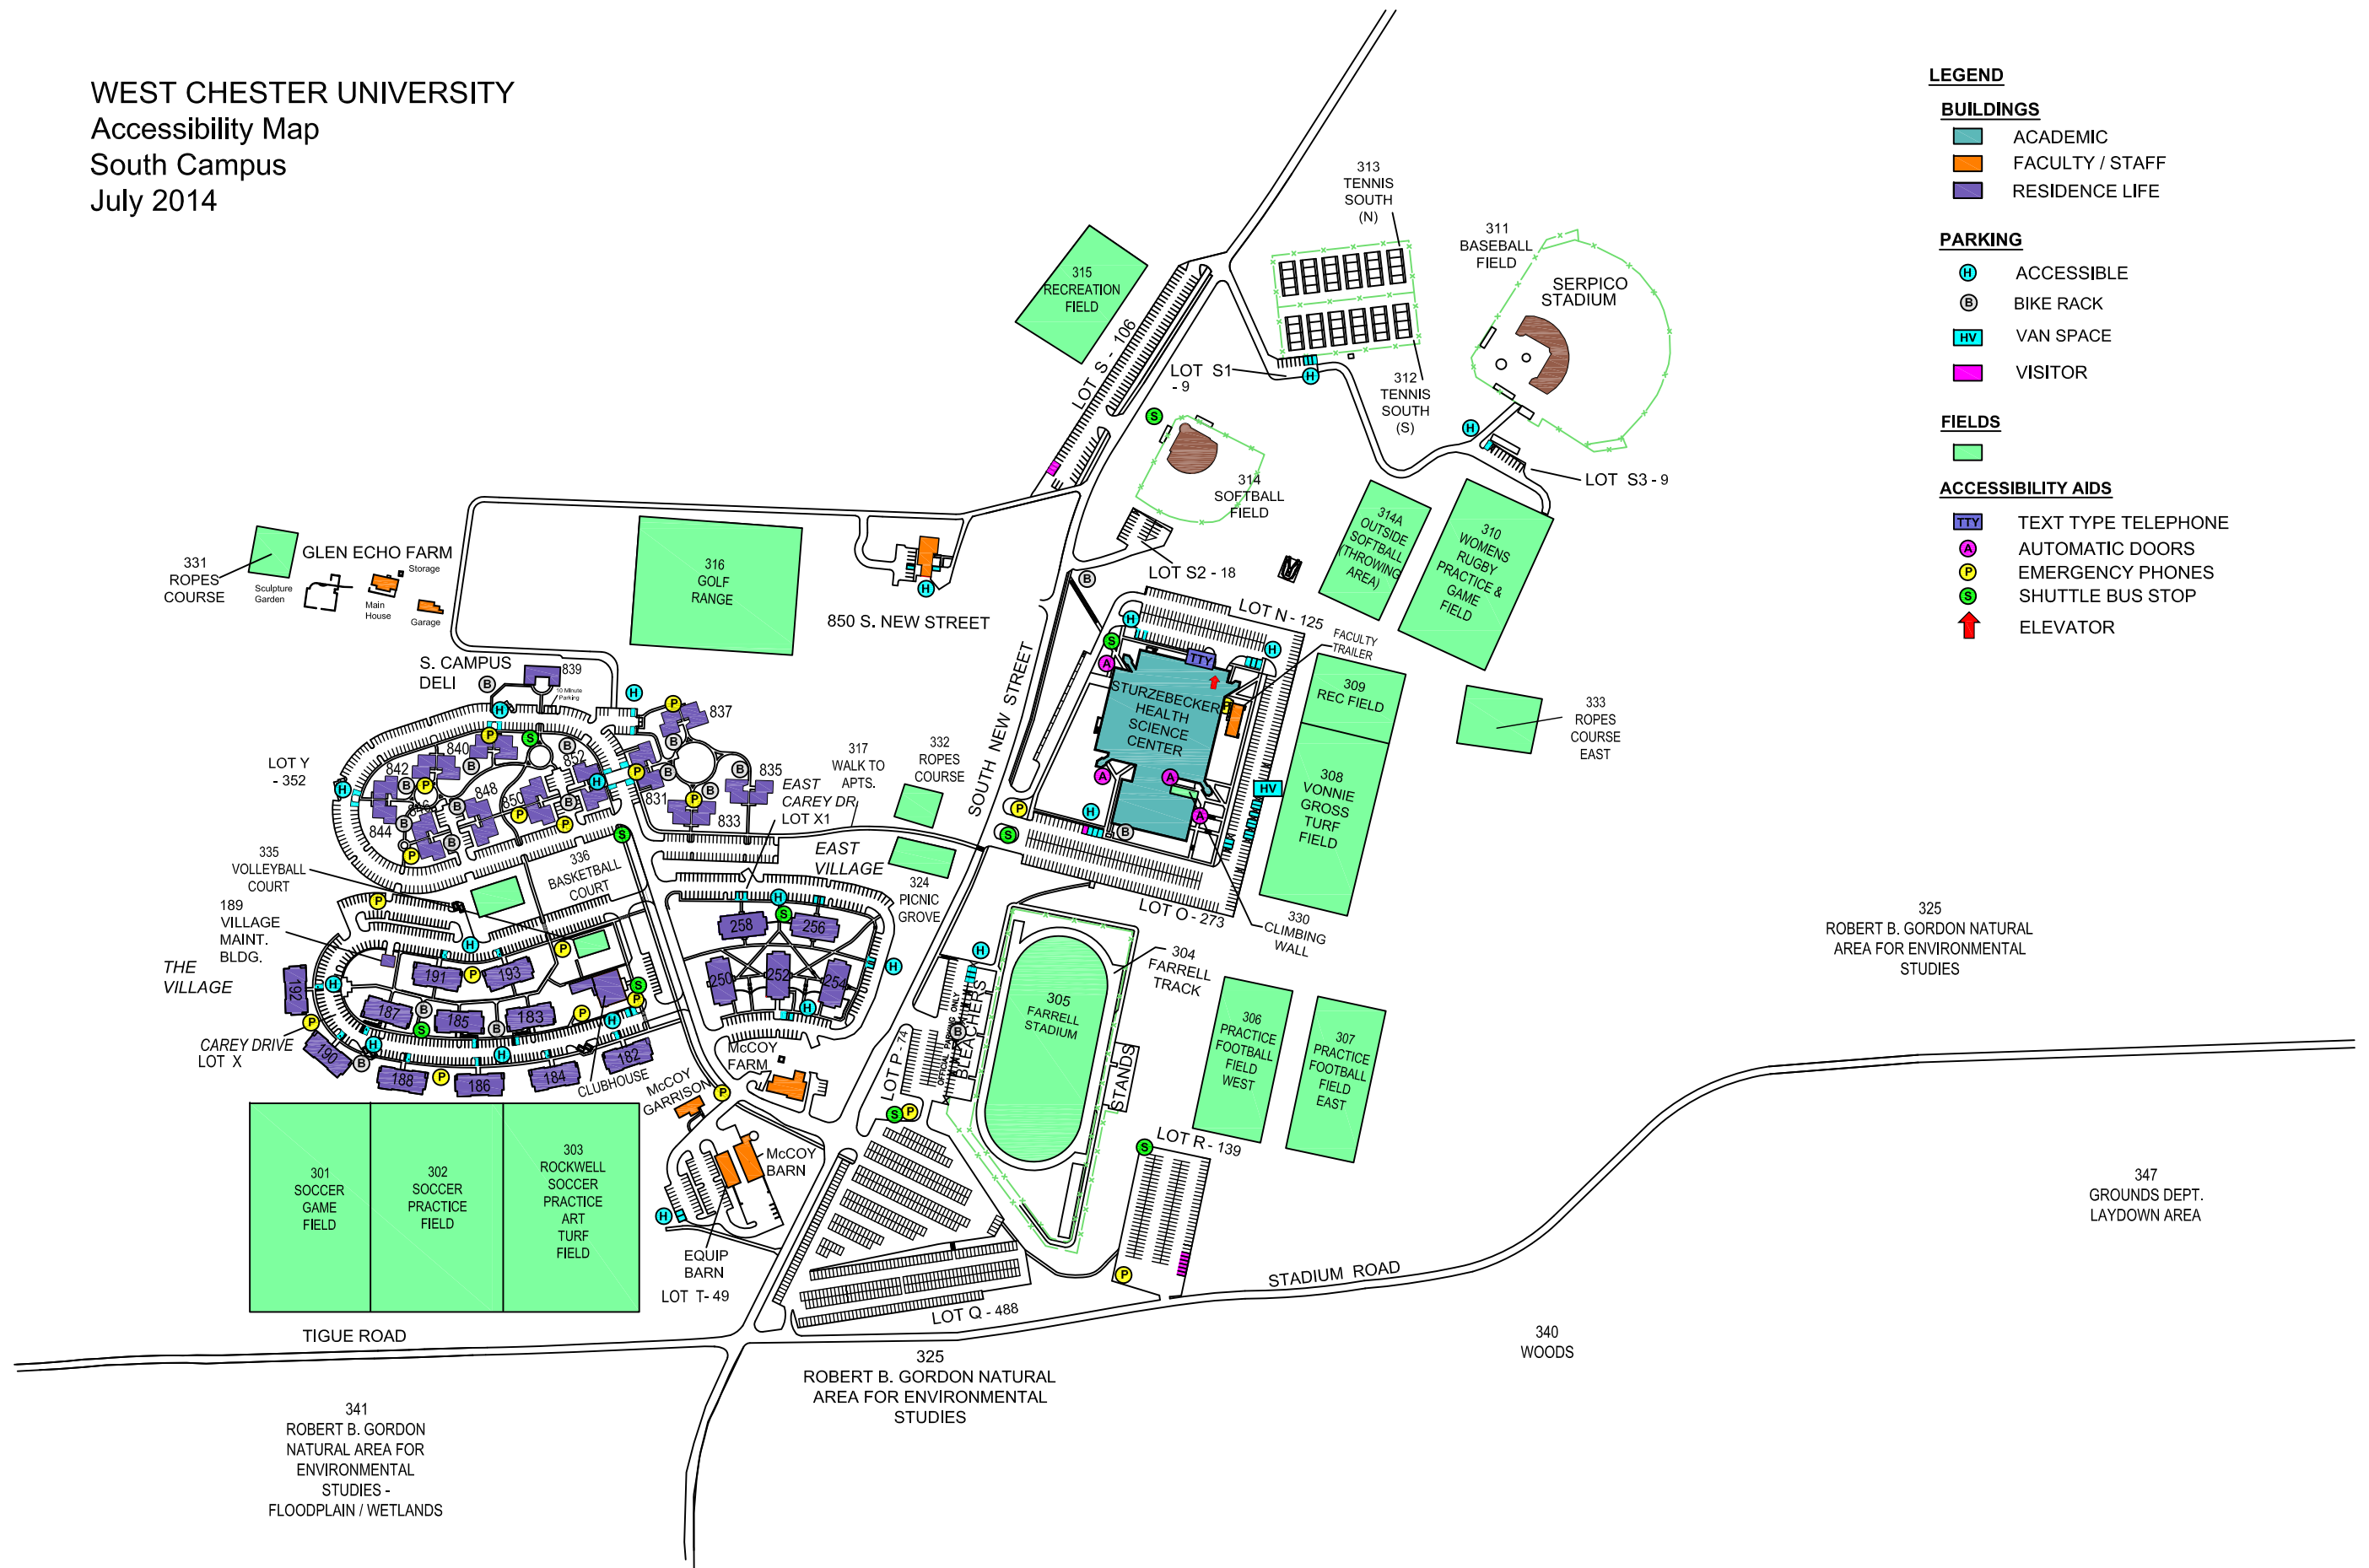 WEST CHESTER UNIVERSITY
Accessibility Map
South Campus
July 2014
LEGEND
BUILDINGS
ACADEMIC
FACULTY / STAFF
RESIDENCE LIFE
PARKING
H ACCESSIBLE
B BIKE RACK
HV VAN SPACE
VISITOR
FIELDS
ACCESSIBILITY AIDS
TTY TEXT TYPE TELEPHONE
A AUTOMATIC DOORS
P EMERGENCY PHONES
S SHUTTLE BUS STOP
ELEVATOR
313
TENNIS
SOUTH
(N)
311
BASEBALL
FIELD
SERPICO
STADIUM
315
RECREATION
FIELD
LOT S - 106
LOT S1
- 9
312
TENNIS
SOUTH
(S)
LOT S3 - 9
314
SOFTBALL
FIELD
314A
OUTSIDE
SOFTBALL
(THROWING
AREA)
310
WOMENS
RUGBY
PRACTICE &
GAME
FIELD
LOT S2 - 18
331
ROPES
COURSE
GLEN ECHO FARM
Storage
Sculpture
Garden
Main
House
Garage
316
GOLF
RANGE
850 S. NEW STREET
LOT N - 125
FACULTY
TRAILER
TTY
STURZEBECKER
HEALTH
SCIENCE
CENTER
309
REC FIELD
333
ROPES
COURSE
EAST
S. CAMPUS
DELI
839
10 Minute
Parking
837
SOUTH NEW STREET
317
WALK TO
APTS.
332
ROPES
COURSE
LOT Y
- 352
840
842
852
848
850
846
844
831
833
835
EAST
CAREY DR.
LOT X1
308
VONNIE
GROSS
TURF
FIELD
HV
335
VOLLEYBALL
COURT
336
BASKETBALL
COURT
EAST
VILLAGE
324
PICNIC
GROVE
LOT O - 273
330
CLIMBING
WALL
189
VILLAGE
MAINT.
BLDG.
THE
VILLAGE
258
256
250
252
254
191
193
192
187
185
183
190
188
186
184
182
CAREY DRIVE
LOT X
CLUBHOUSE
McCOY
FARM
McCOY
GARRISON
LOT P - 74
OFFICIAL PARKING ONLY
BLEACHERS
304
FARRELL
TRACK
305
FARRELL
STADIUM
STANDS
306
PRACTICE
FOOTBALL
FIELD
WEST
307
PRACTICE
FOOTBALL
FIELD
EAST
325
ROBERT B. GORDON NATURAL
AREA FOR ENVIRONMENTAL
STUDIES
301
SOCCER
GAME
FIELD
302
SOCCER
PRACTICE
FIELD
303
ROCKWELL
SOCCER
PRACTICE
ART
TURF
FIELD
McCOY
BARN
EQUIP
BARN
LOT T- 49
LOT R - 139
LOT Q - 488
STADIUM ROAD
TIGUE ROAD
347
GROUNDS DEPT.
LAYDOWN AREA
340
WOODS
325
ROBERT B. GORDON NATURAL
AREA FOR ENVIRONMENTAL
STUDIES
341
ROBERT B. GORDON
NATURAL AREA FOR
ENVIRONMENTAL
STUDIES -
FLOODPLAIN / WETLANDS